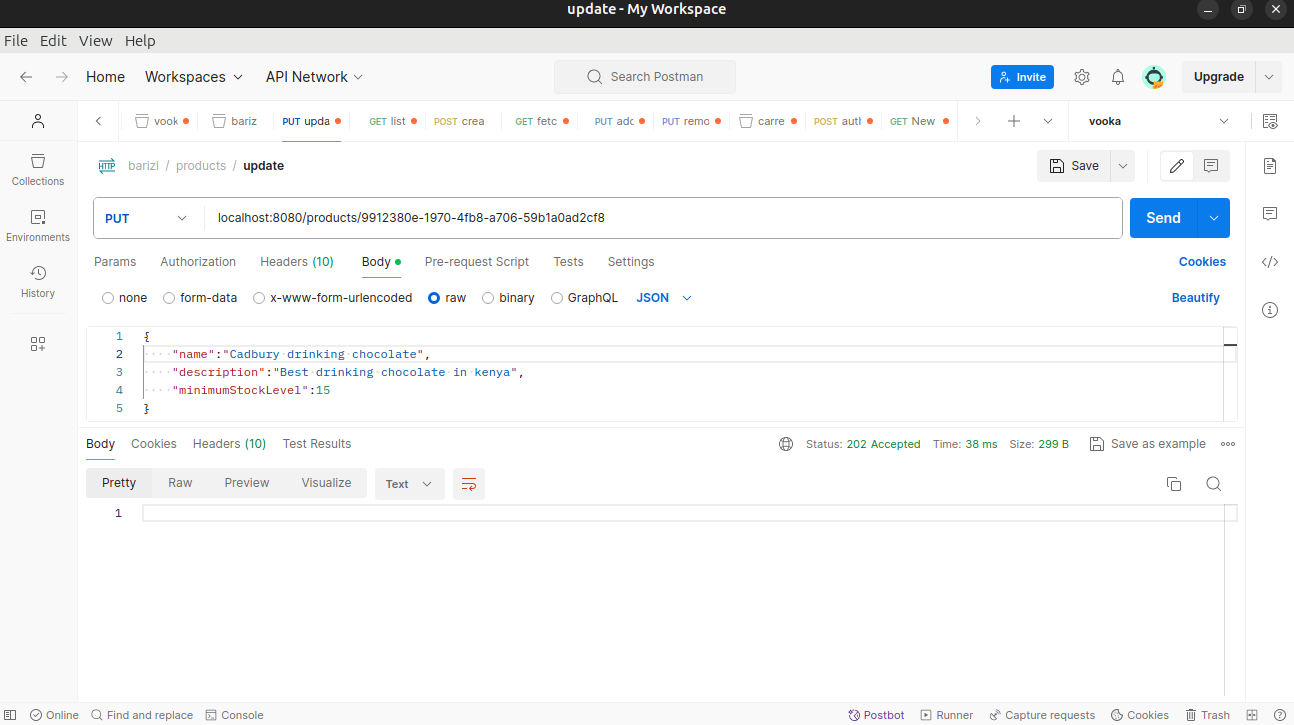 update - My Workspace
File Edit View Help
Home Workspaces API Network Search Postman Invite Upgrade
vook bariz PUT upda GET list POST crea GET fetc PUT adc PUT remo carre POST auth GET New vooka
barizi / products / update Save
HTTP
PUT localhost:8080/products/9912380e-1970-4fb8-a706-59b1a0ad2cf8 Send
Collections
Environments
History
Params Authorization Headers (10) Body Pre-request Script Tests Settings Cookies
none form-data x-www-form-urlencoded raw binary GraphQL JSON Beautify
1 {
2 "name":"Cadbury drinking chocolate",
3 "description":"Best drinking chocolate in kenya",
4 "minimumStockLevel":15
5 }
Body Cookies Headers (10) Test Results Status: 202 Accepted Time: 38 ms Size: 299 B Save as example
Pretty Raw Preview Visualize Text
1
Online Find and replace Console Postbot Runner Capture requests Cookies Trash